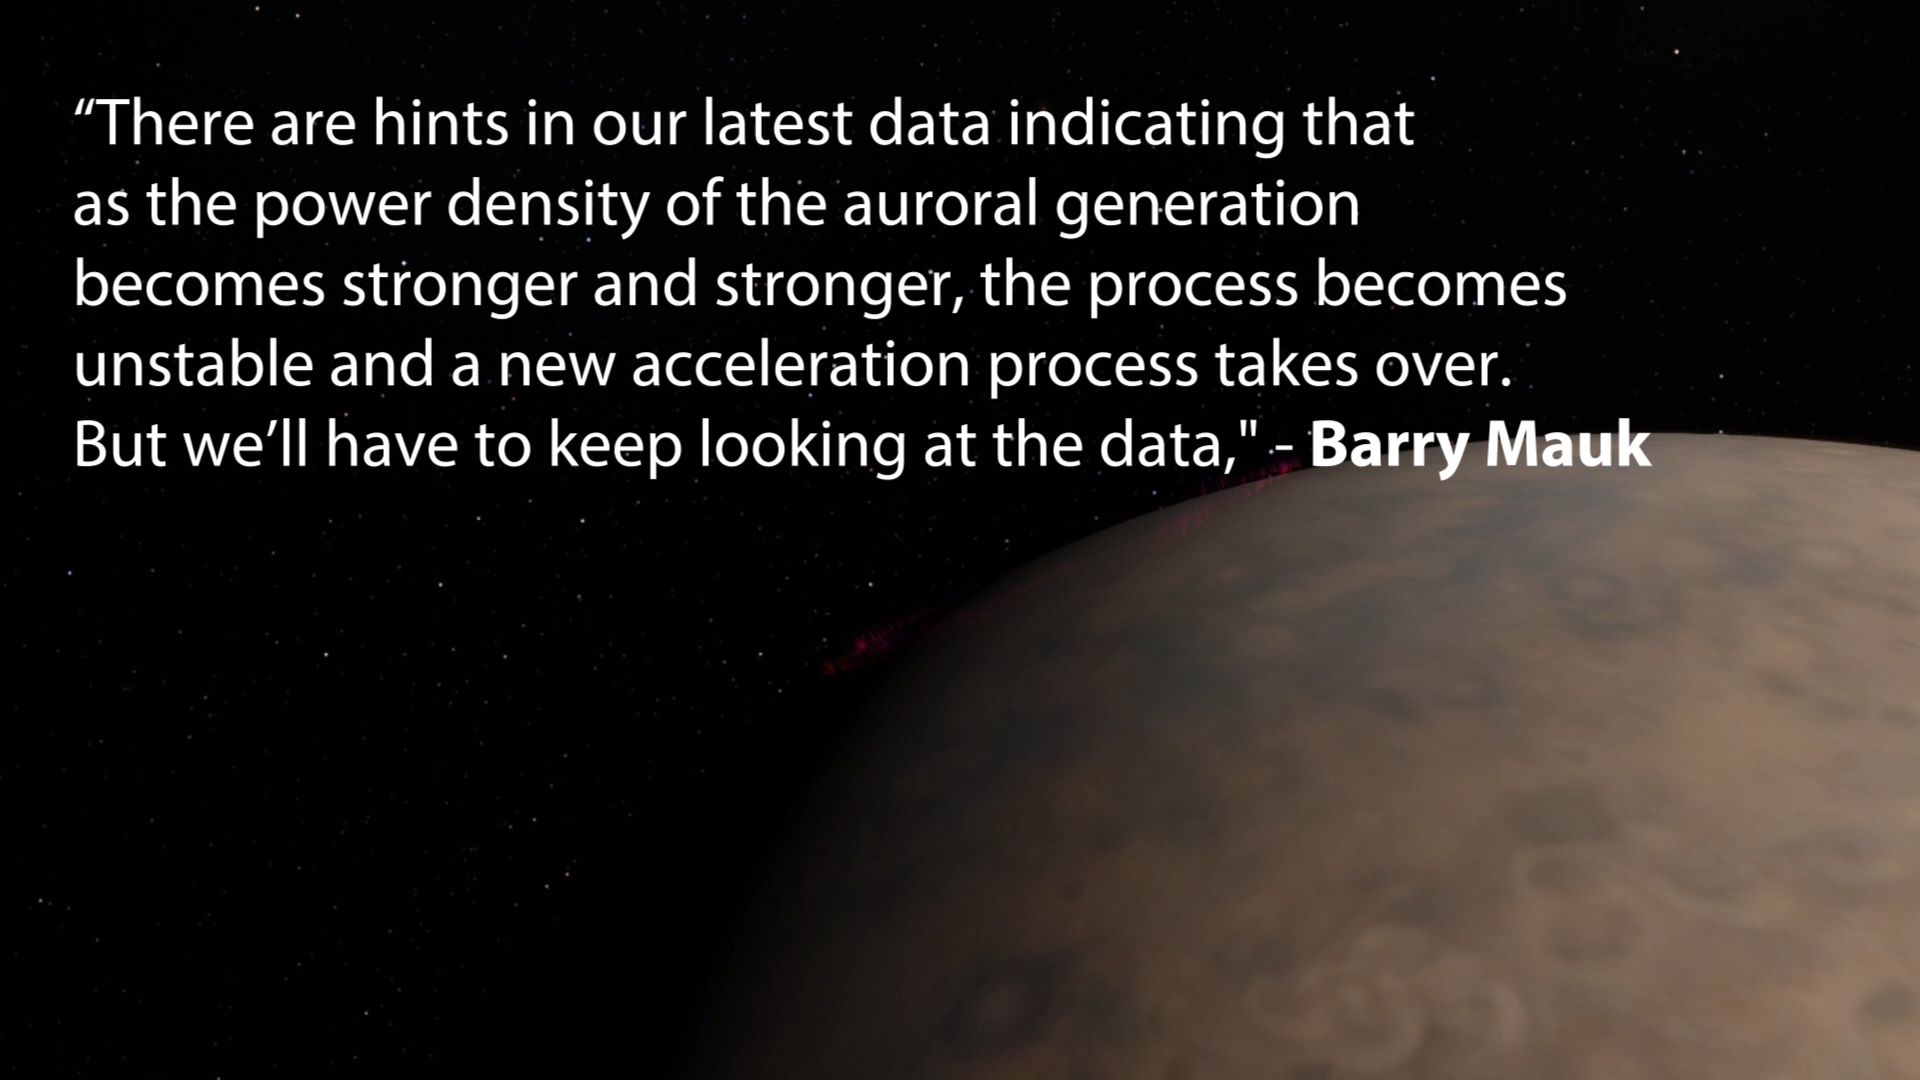 “There are hints in our latest data indicating that
as the power density of the auroral generation
becomes stronger and stronger, the process becomes
unstable and a new acceleration process takes over.
But we’ll have to keep looking at the data," - Barry Mauk